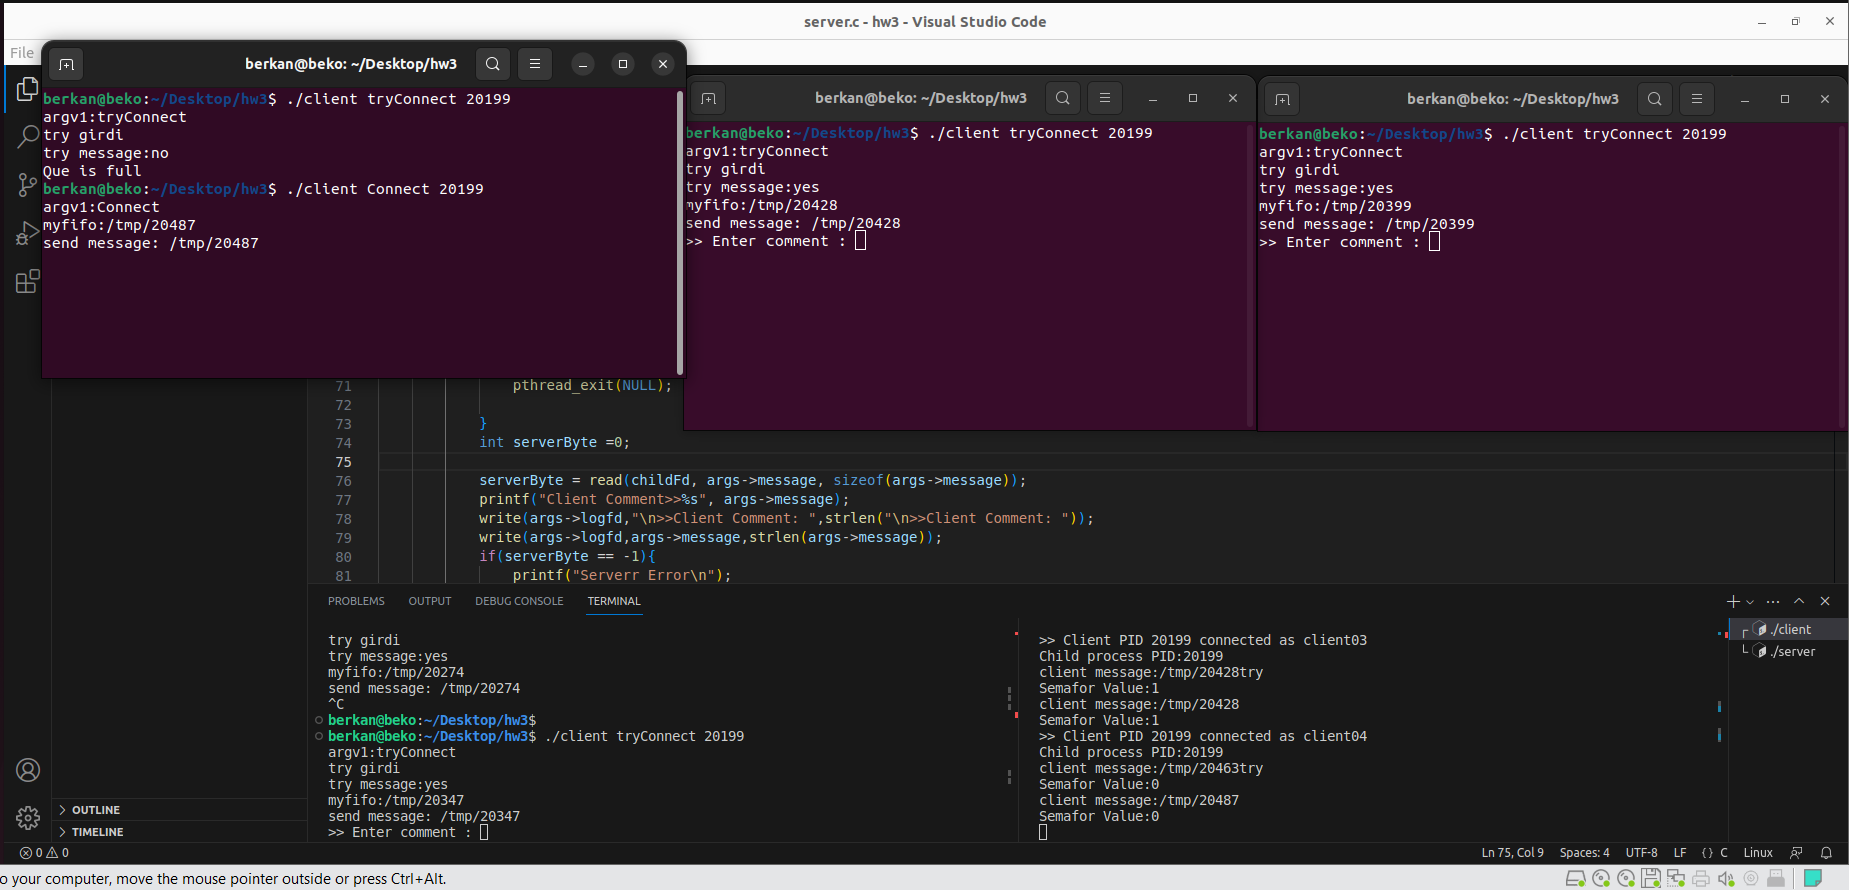 server.c - hw3 - Visual Studio Code
File
berkan@beko: ~/Desktop/hw3
berkan@beko:~/Desktop/hw3$ ./client tryConnect 20199
argv1:tryConnect
try girdi
try message:no
Que is full
berkan@beko:~/Desktop/hw3$ ./client Connect 20199
argv1:Connect
myfifo:/tmp/20487
send message: /tmp/20487
berkan@beko: ~/Desktop/hw3
berkan@beko:~/Desktop/hw3$ ./client tryConnect 20199
argv1:tryConnect
try girdi
try message:yes
myfifo:/tmp/20428
send message: /tmp/20428
>> Enter comment :
berkan@beko: ~/Desktop/hw3
berkan@beko:~/Desktop/hw3$ ./client tryConnect 20199
argv1:tryConnect
try girdi
try message:yes
myfifo:/tmp/20399
send message: /tmp/20399
>> Enter comment :
71 pthread_exit(NULL);
72
73 }
74 int serverByte =0;
75
76 serverByte = read(childFd, args->message, sizeof(args->message));
77 printf("Client Comment>>%s", args->message);
78 write(args->logfd,"\n>>Client Comment: ",strlen("\n>>Client Comment: "));
79 write(args->logfd,args->message,strlen(args->message));
80 if(serverByte == -1){
81 printf("Serverr Error\n");
PROBLEMS OUTPUT DEBUG CONSOLE TERMINAL
try girdi
try message:yes
myfifo:/tmp/20274
send message: /tmp/20274
^C
berkan@beko:~/Desktop/hw3$
berkan@beko:~/Desktop/hw3$ ./client tryConnect 20199
argv1:tryConnect
try girdi
try message:yes
myfifo:/tmp/20347
send message: /tmp/20347
>> Enter comment :
>> Client PID 20199 connected as client03
Child process PID:20199
client message:/tmp/20428try
Semafor Value:1
client message:/tmp/20428
Semafor Value:1
>> Client PID 20199 connected as client04
Child process PID:20199
client message:/tmp/20463try
Semafor Value:0
client message:/tmp/20487
Semafor Value:0
./client
./server
OUTLINE
TIMELINE
0 0
Ln 75, Col 9 Spaces: 4 UTF-8 LF {} C Linux
o your computer, move the mouse pointer outside or press Ctrl+Alt.